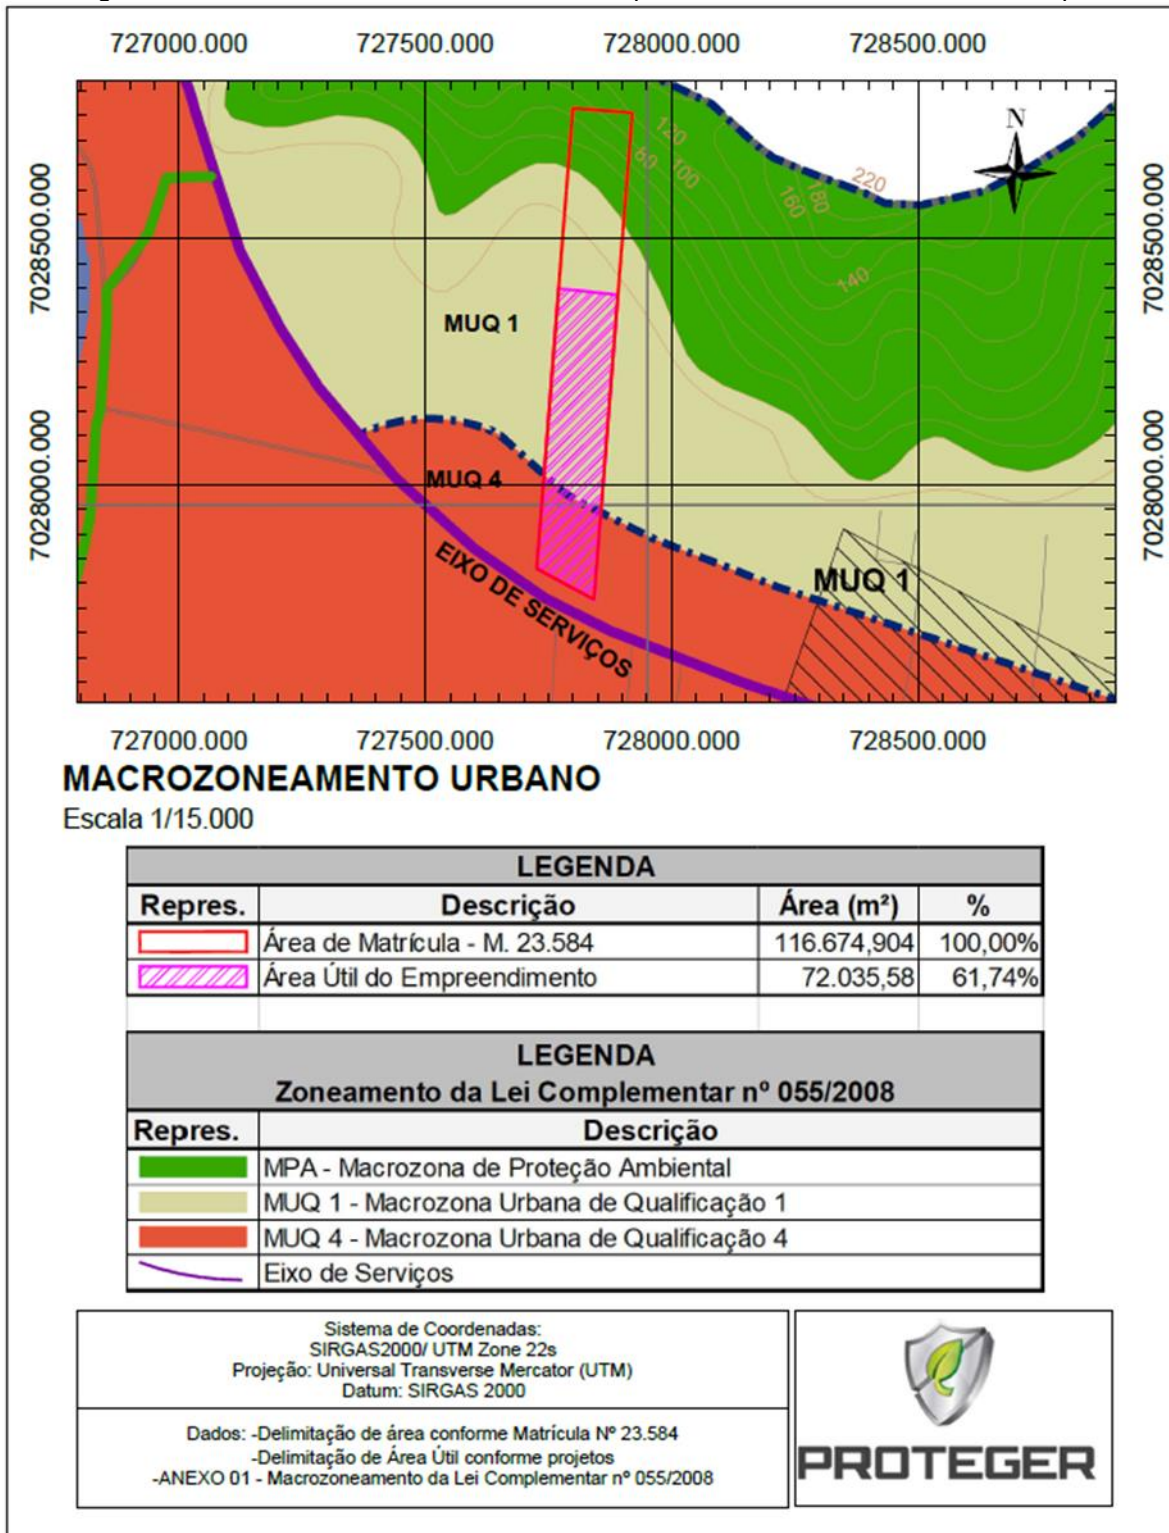 727000.000 727500.000 728000.000 728500.000
N
7028500.000
7028500.000
120
80
100
220
160
180
140
MUQ 1
7028000.000
7028000.000
MUQ 4
EIXO DE SERVIÇOS
MUQ 1
727000.000 727500.000 728000.000 728500.000
MACROZONEAMENTO URBANO
Escala 1/15.000
LEGENDA
Repres. Descrição Área (m²) %
Área de Matrícula - M. 23.584 116.674,904 100,00%
Área Útil do Empreendimento 72.035,58 61,74%
LEGENDA
Zoneamento da Lei Complementar nº 055/2008
Repres. Descrição
MPA - Macrozona de Proteção Ambiental
MUQ 1 - Macrozona Urbana de Qualificação 1
MUQ 4 - Macrozona Urbana de Qualificação 4
Eixo de Serviços
Sistema de Coordenadas:
SIRGAS2000/ UTM Zone 22s
Projeção: Universal Transverse Mercator (UTM)
Datum: SIRGAS 2000
Dados: -Delimitação de área conforme Matrícula Nº 23.584
-Delimitação de Área Útil conforme projetos
-ANEXO 01 - Macrozoneamento da Lei Complementar nº 055/2008
PROTEGER